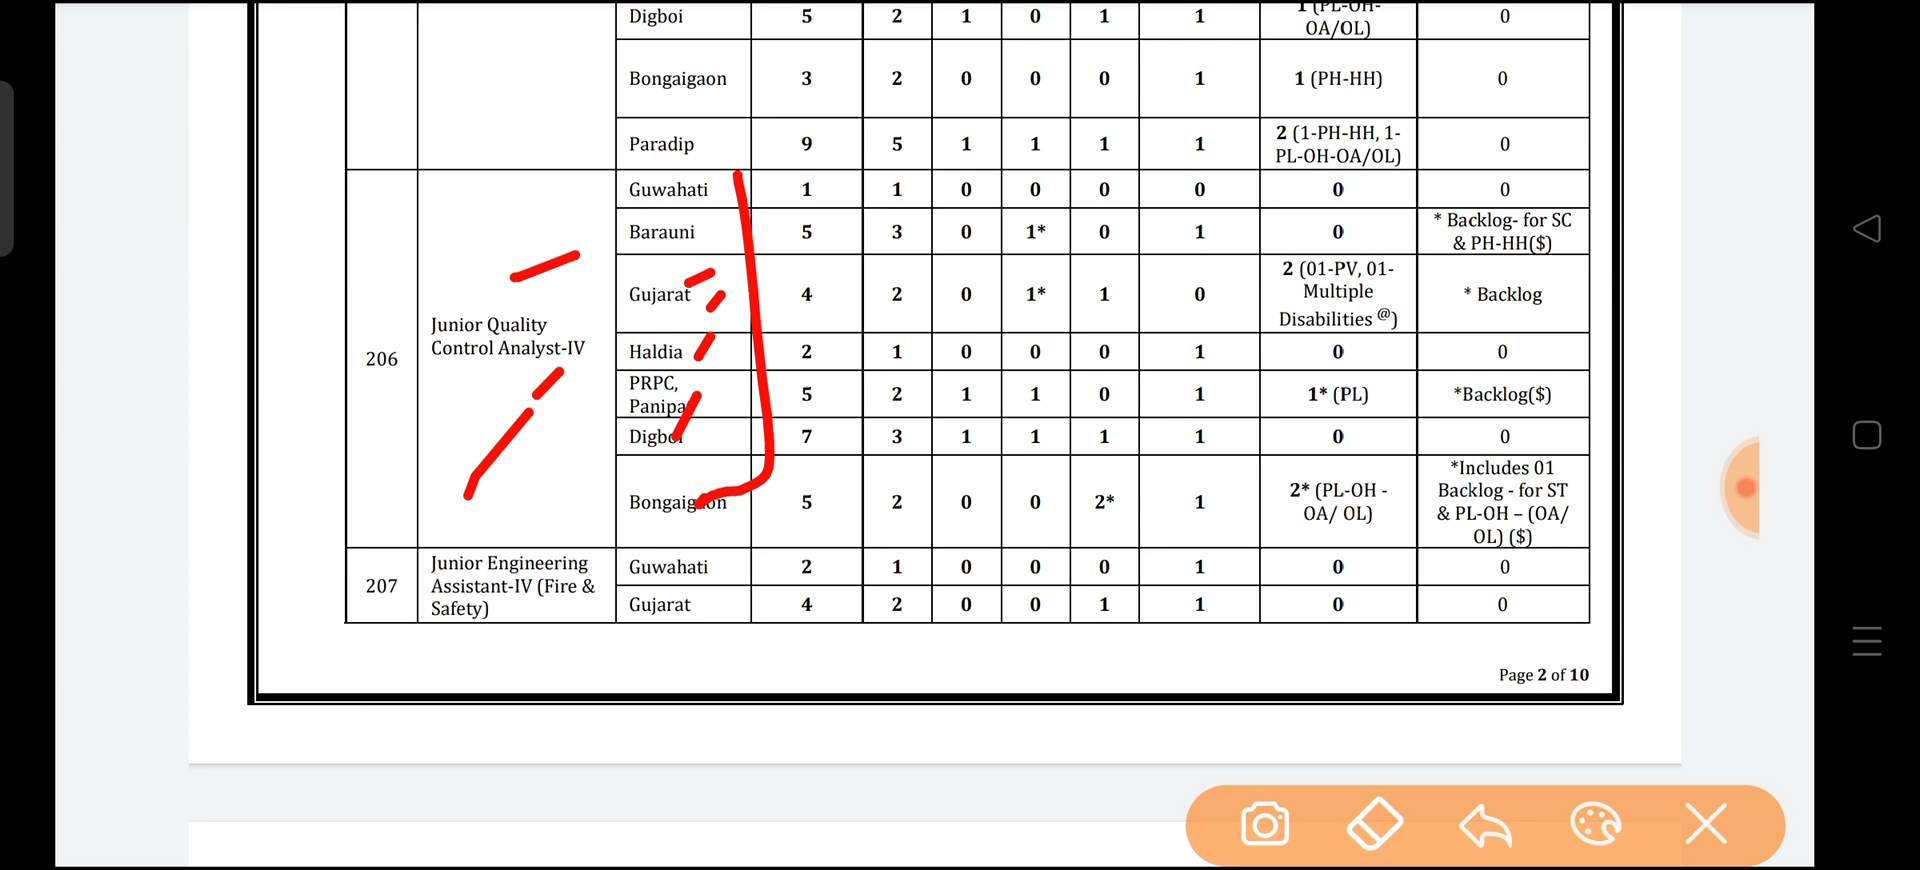 Digboi 5 2 1 0 1 1 1 (PL-OH- 0
OA/OL)
Bongaigaon 3 2 0 0 0 1 1 (PH-HH) 0
Paradip 9 5 1 1 1 1 2 (1-PH-HH, 1- 0
PL-OH-OA/OL)
206
Junior Quality
Control Analyst-IV
Guwahati 1 1 0 0 0 0 0 0
Barauni 5 3 0 1* 0 1 0 * Backlog- for SC
& PH-HH($)
Gujarat 4 2 0 1* 1 0 2 (01-PV, 01- * Backlog
Multiple
Disabilities @)
Haldia 2 1 0 0 0 1 0 0
PRPC, 5 2 1 1 0 1 1* (PL) *Backlog($)
Panipa
Digboi 7 3 1 1 1 1 0 0
Bongaigaon 5 2 0 0 2* 1 2* (PL-OH - *Includes 01
OA/ OL) Backlog - for ST
& PL-OH – (OA/
OL) ($)
207
Junior Engineering
Assistant-IV (Fire &
Safety)
Guwahati 2 1 0 0 0 1 0 0
Gujarat 4 2 0 0 1 1 0 0
Page 2 of 10